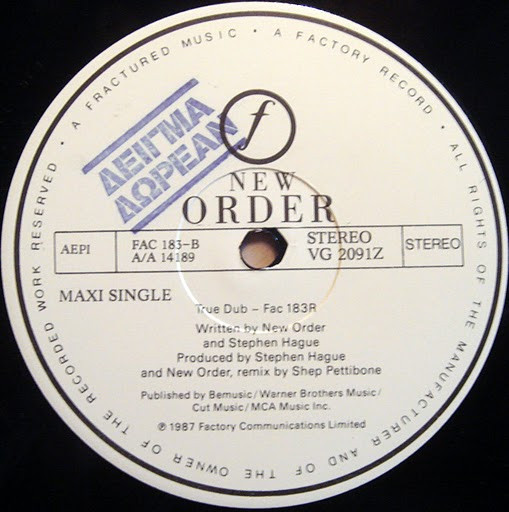 A FRACTURED MUSIC • A FACTORY RECORD • ALL RIGHTS OF THE MANUFACTURER AND OF THE OWNER OF THE RECORDED WORK RESERVED •
ΔΕΙΓΜΑ
ΔΩΡΕΑΝ
f
NEW
ORDER
AEPI
FAC 183-B
A/A 14189
STEREO
VG 2091Z
STEREO
MAXI SINGLE
True Dub – Fac 183R
Written by New Order
and Stephen Hague
Produced by Stephen Hague
and New Order, remix by Shep Pettibone
Published by Bemusic/Warner Brothers Music/
Cut Music/MCA Music Inc.
℗ 1987 Factory Communications Limited